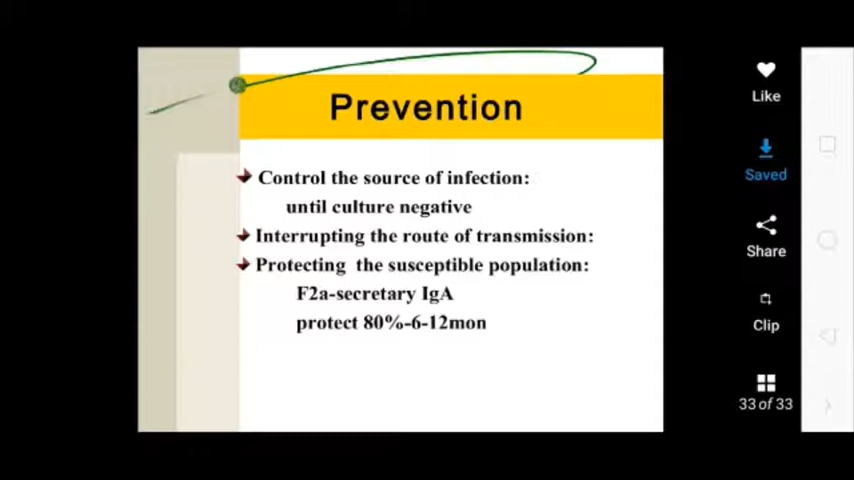 Prevention
Control the source of infection:
until culture negative
Interrupting the route of transmission:
Protecting the susceptible population:
F2a-secretary IgA
protect 80%-6-12mon
Like
Saved
Share
Clip
33 of 33